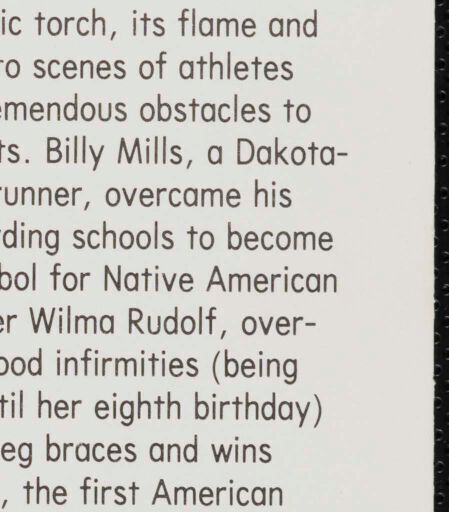 ic torch, its flame and
to scenes of athletes
emendous obstacles to
ts. Billy Mills, a Dakota-
runner, overcame his
rding schools to become
bol for Native American
er Wilma Rudolf, over-
ood infirmities (being
til her eighth birthday)
eg braces and wins
, the first American